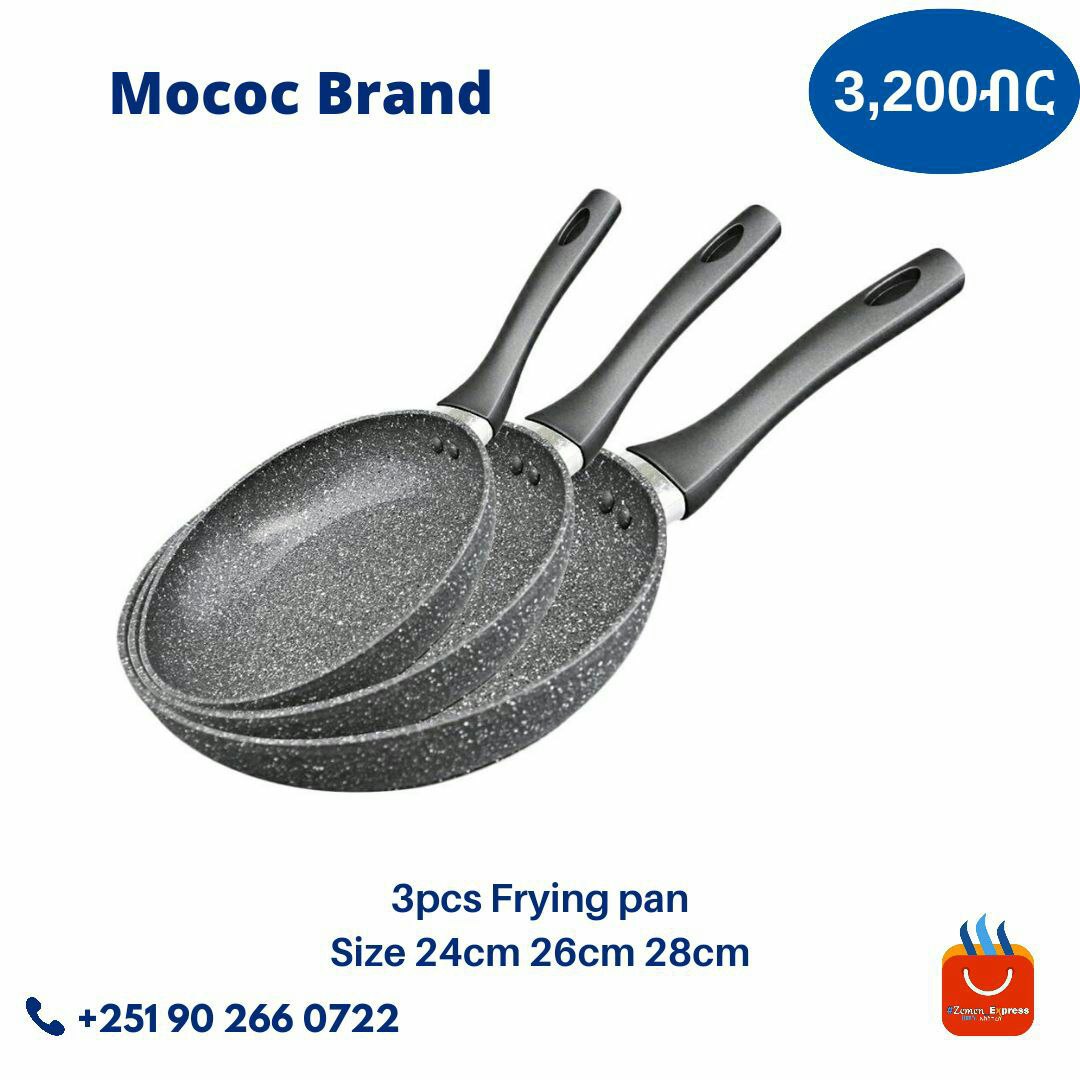 Mococ Brand
3,200ብር
3pcs Frying pan
Size 24cm 26cm 28cm
+251 90 266 0722
#Zemen Express